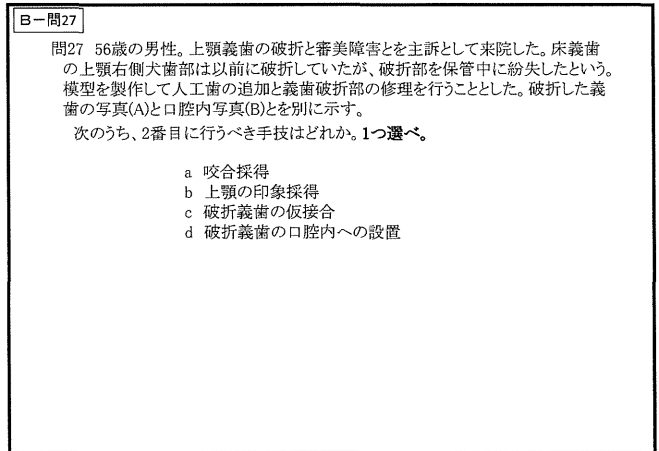 B－問27
問27 56歳の男性。上顎義歯の破折と審美障害とを主訴として来院した。床義歯
の上顎右側犬歯部は以前に破折していたが、破折部を保管中に紛失したという。
模型を製作して人工歯の追加と義歯破折部の修理を行うこととした。破折した義
歯の写真(A)と口腔内写真(B)とを別に示す。
次のうち、2番目に行うべき手技はどれか。1つ選べ。
a 咬合採得
b 上顎の印象採得
c 破折義歯の仮接合
d 破折義歯の口腔内への設置